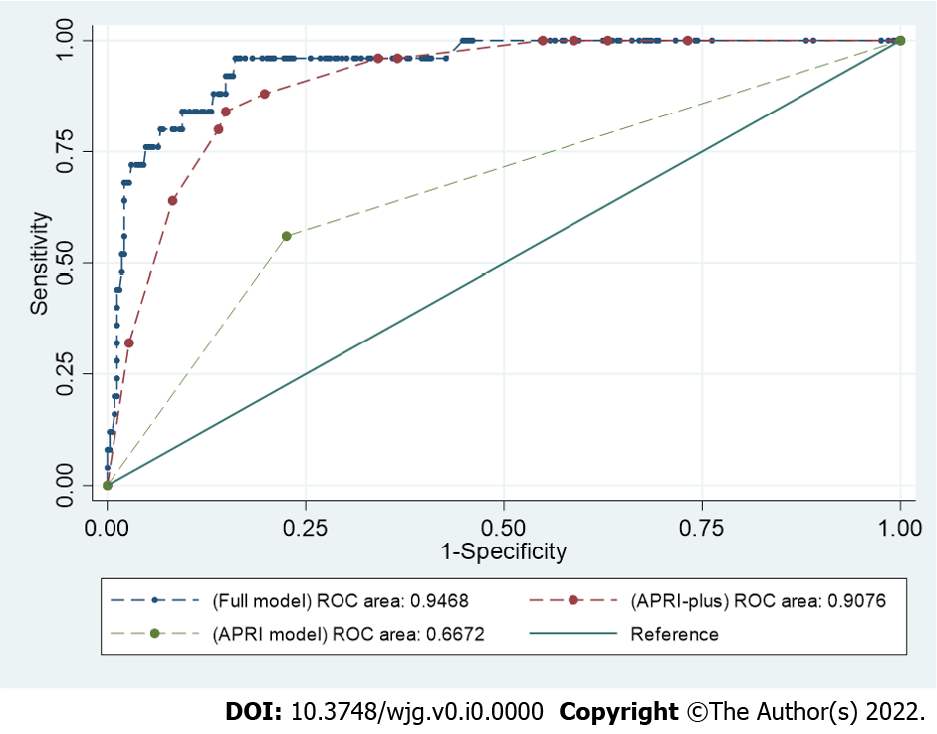 1.00
0.75
0.50
0.25
0.00
Sensitivity
0.00 0.25 0.50 0.75 1.00
1-Specificity
(Full model) ROC area: 0.9468 (APRI-plus) ROC area: 0.9076
(APRI model) ROC area: 0.6672 Reference
DOI: 10.3748/wjg.v0.i0.0000 Copyright ©The Author(s) 2022.